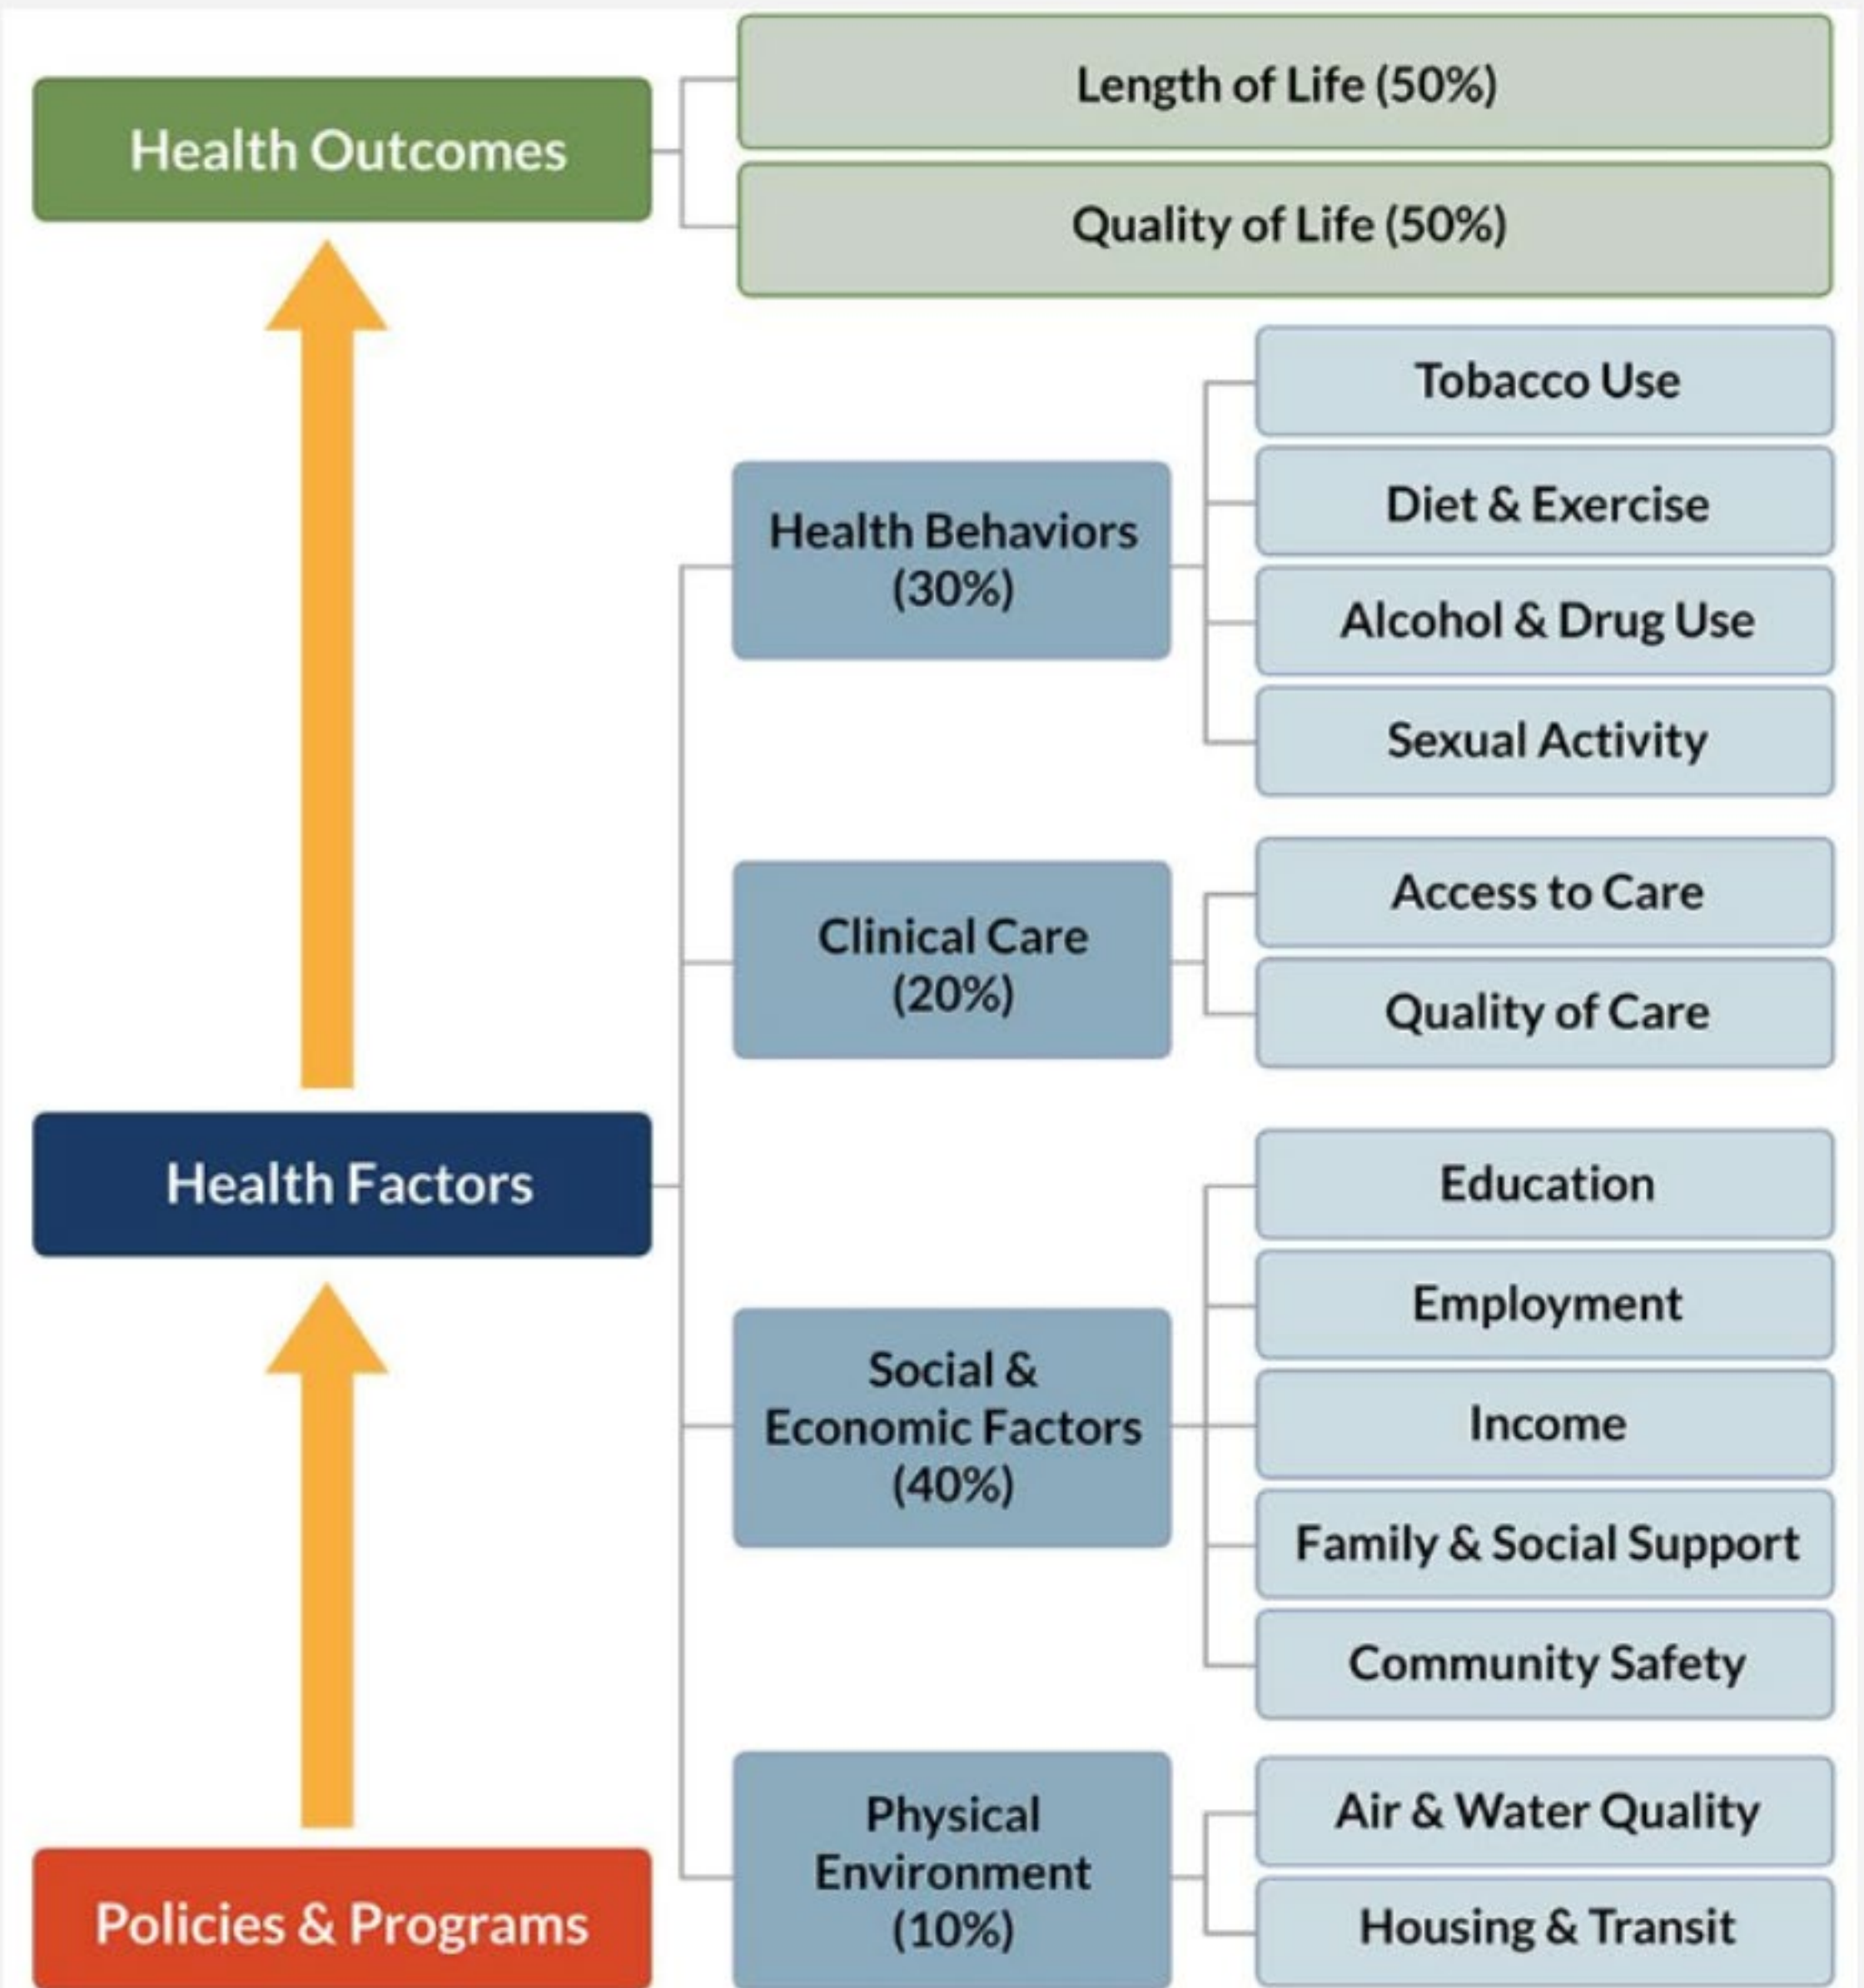 Health Outcomes
Length of Life (50%)
Quality of Life (50%)
Health Factors
Health Behaviors
(30%)
Tobacco Use
Diet & Exercise
Alcohol & Drug Use
Sexual Activity
Clinical Care
(20%)
Access to Care
Quality of Care
Social &
Economic Factors
(40%)
Education
Employment
Income
Family & Social Support
Community Safety
Physical
Environment
(10%)
Air & Water Quality
Housing & Transit
Policies & Programs